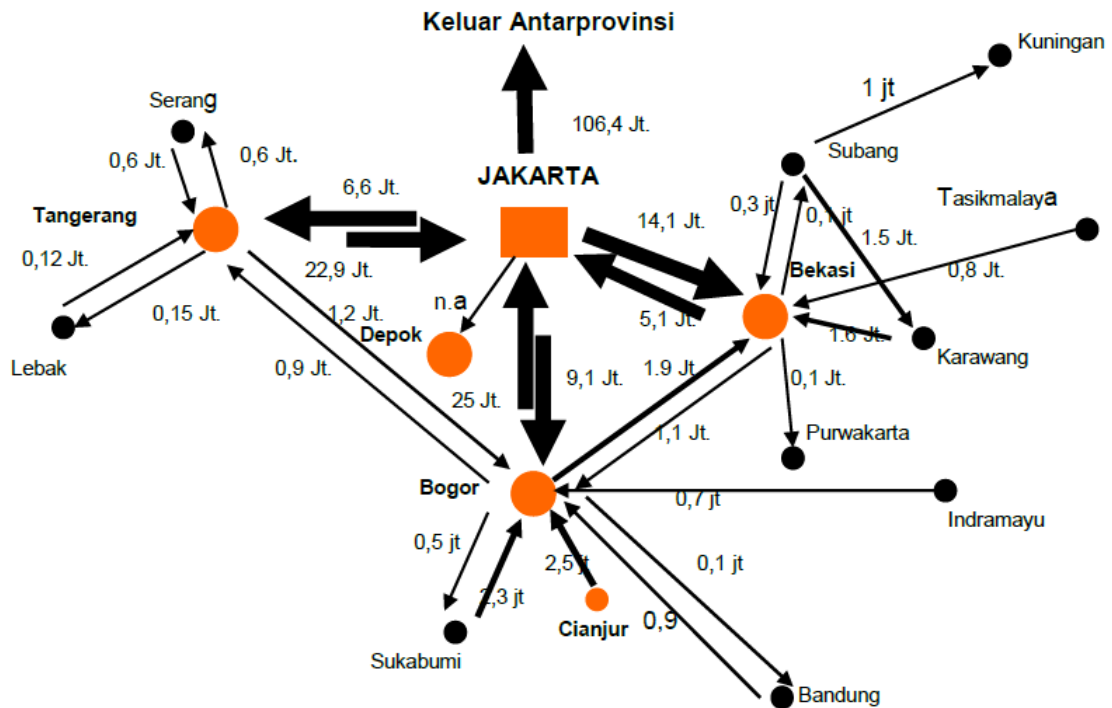 Keluar Antarprovinsi
Kuningan
1 jt
Serang
106,4 Jt.
0,6 Jt.
0,6 Jt.
Subang
JAKARTA
6,6 Jt.
Tasikmalaya
Tangerang
14,1 Jt.
0,3 jt
0,1 jt
1.5 Jt.
0,12 Jt.
22,9 Jt.
Bekasi
0,8 Jt.
n.a
0,15 Jt.
1,2 Jt.
5,1 Jt.
Depok
1.6 Jt.
Karawang
Lebak
0,9 Jt.
9,1 Jt.
1.9 Jt.
0,1 Jt.
25 Jt.
1,1 Jt.
Purwakarta
Bogor
0,7 jt
Indramayu
0,5 jt
2,5 jt
0,1 jt
2,3 jt
Cianjur
0,9
Sukabumi
Bandung